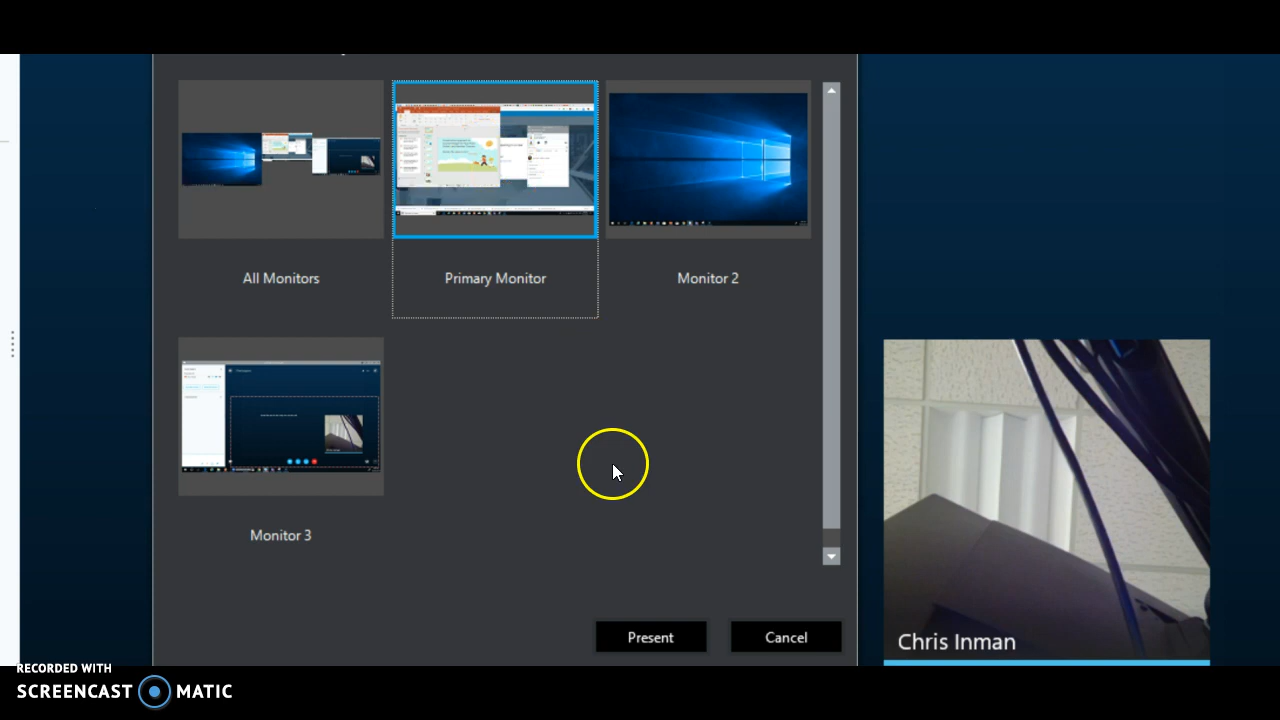 All Monitors
Primary Monitor
Monitor 2
Monitor 3
Present
Cancel
Chris Inman
RECORDED WITH
SCREENCAST MATIC